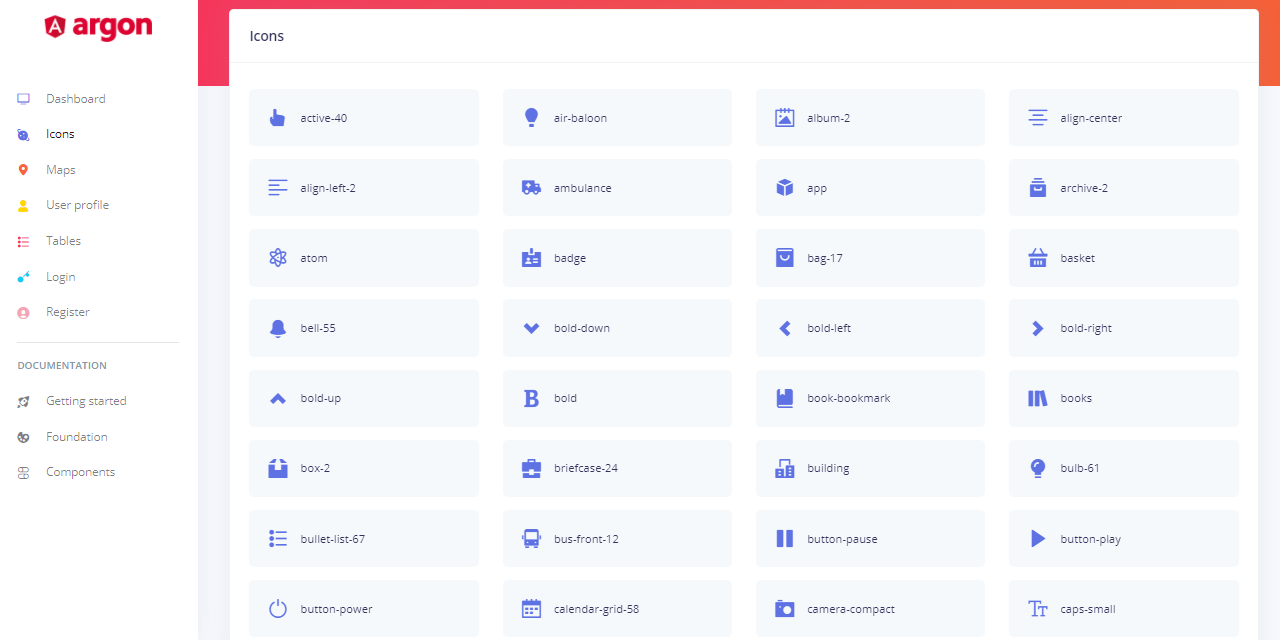 argon
Dashboard
Icons
Maps
User profile
Tables
Login
Register
DOCUMENTATION
Getting started
Foundation
Components
Icons
active-40
air-baloon
album-2
align-center
align-left-2
ambulance
app
archive-2
atom
badge
bag-17
basket
bell-55
bold-down
bold-left
bold-right
bold-up
bold
book-bookmark
books
box-2
briefcase-24
building
bulb-61
bullet-list-67
bus-front-12
button-pause
button-play
button-power
calendar-grid-58
camera-compact
caps-small